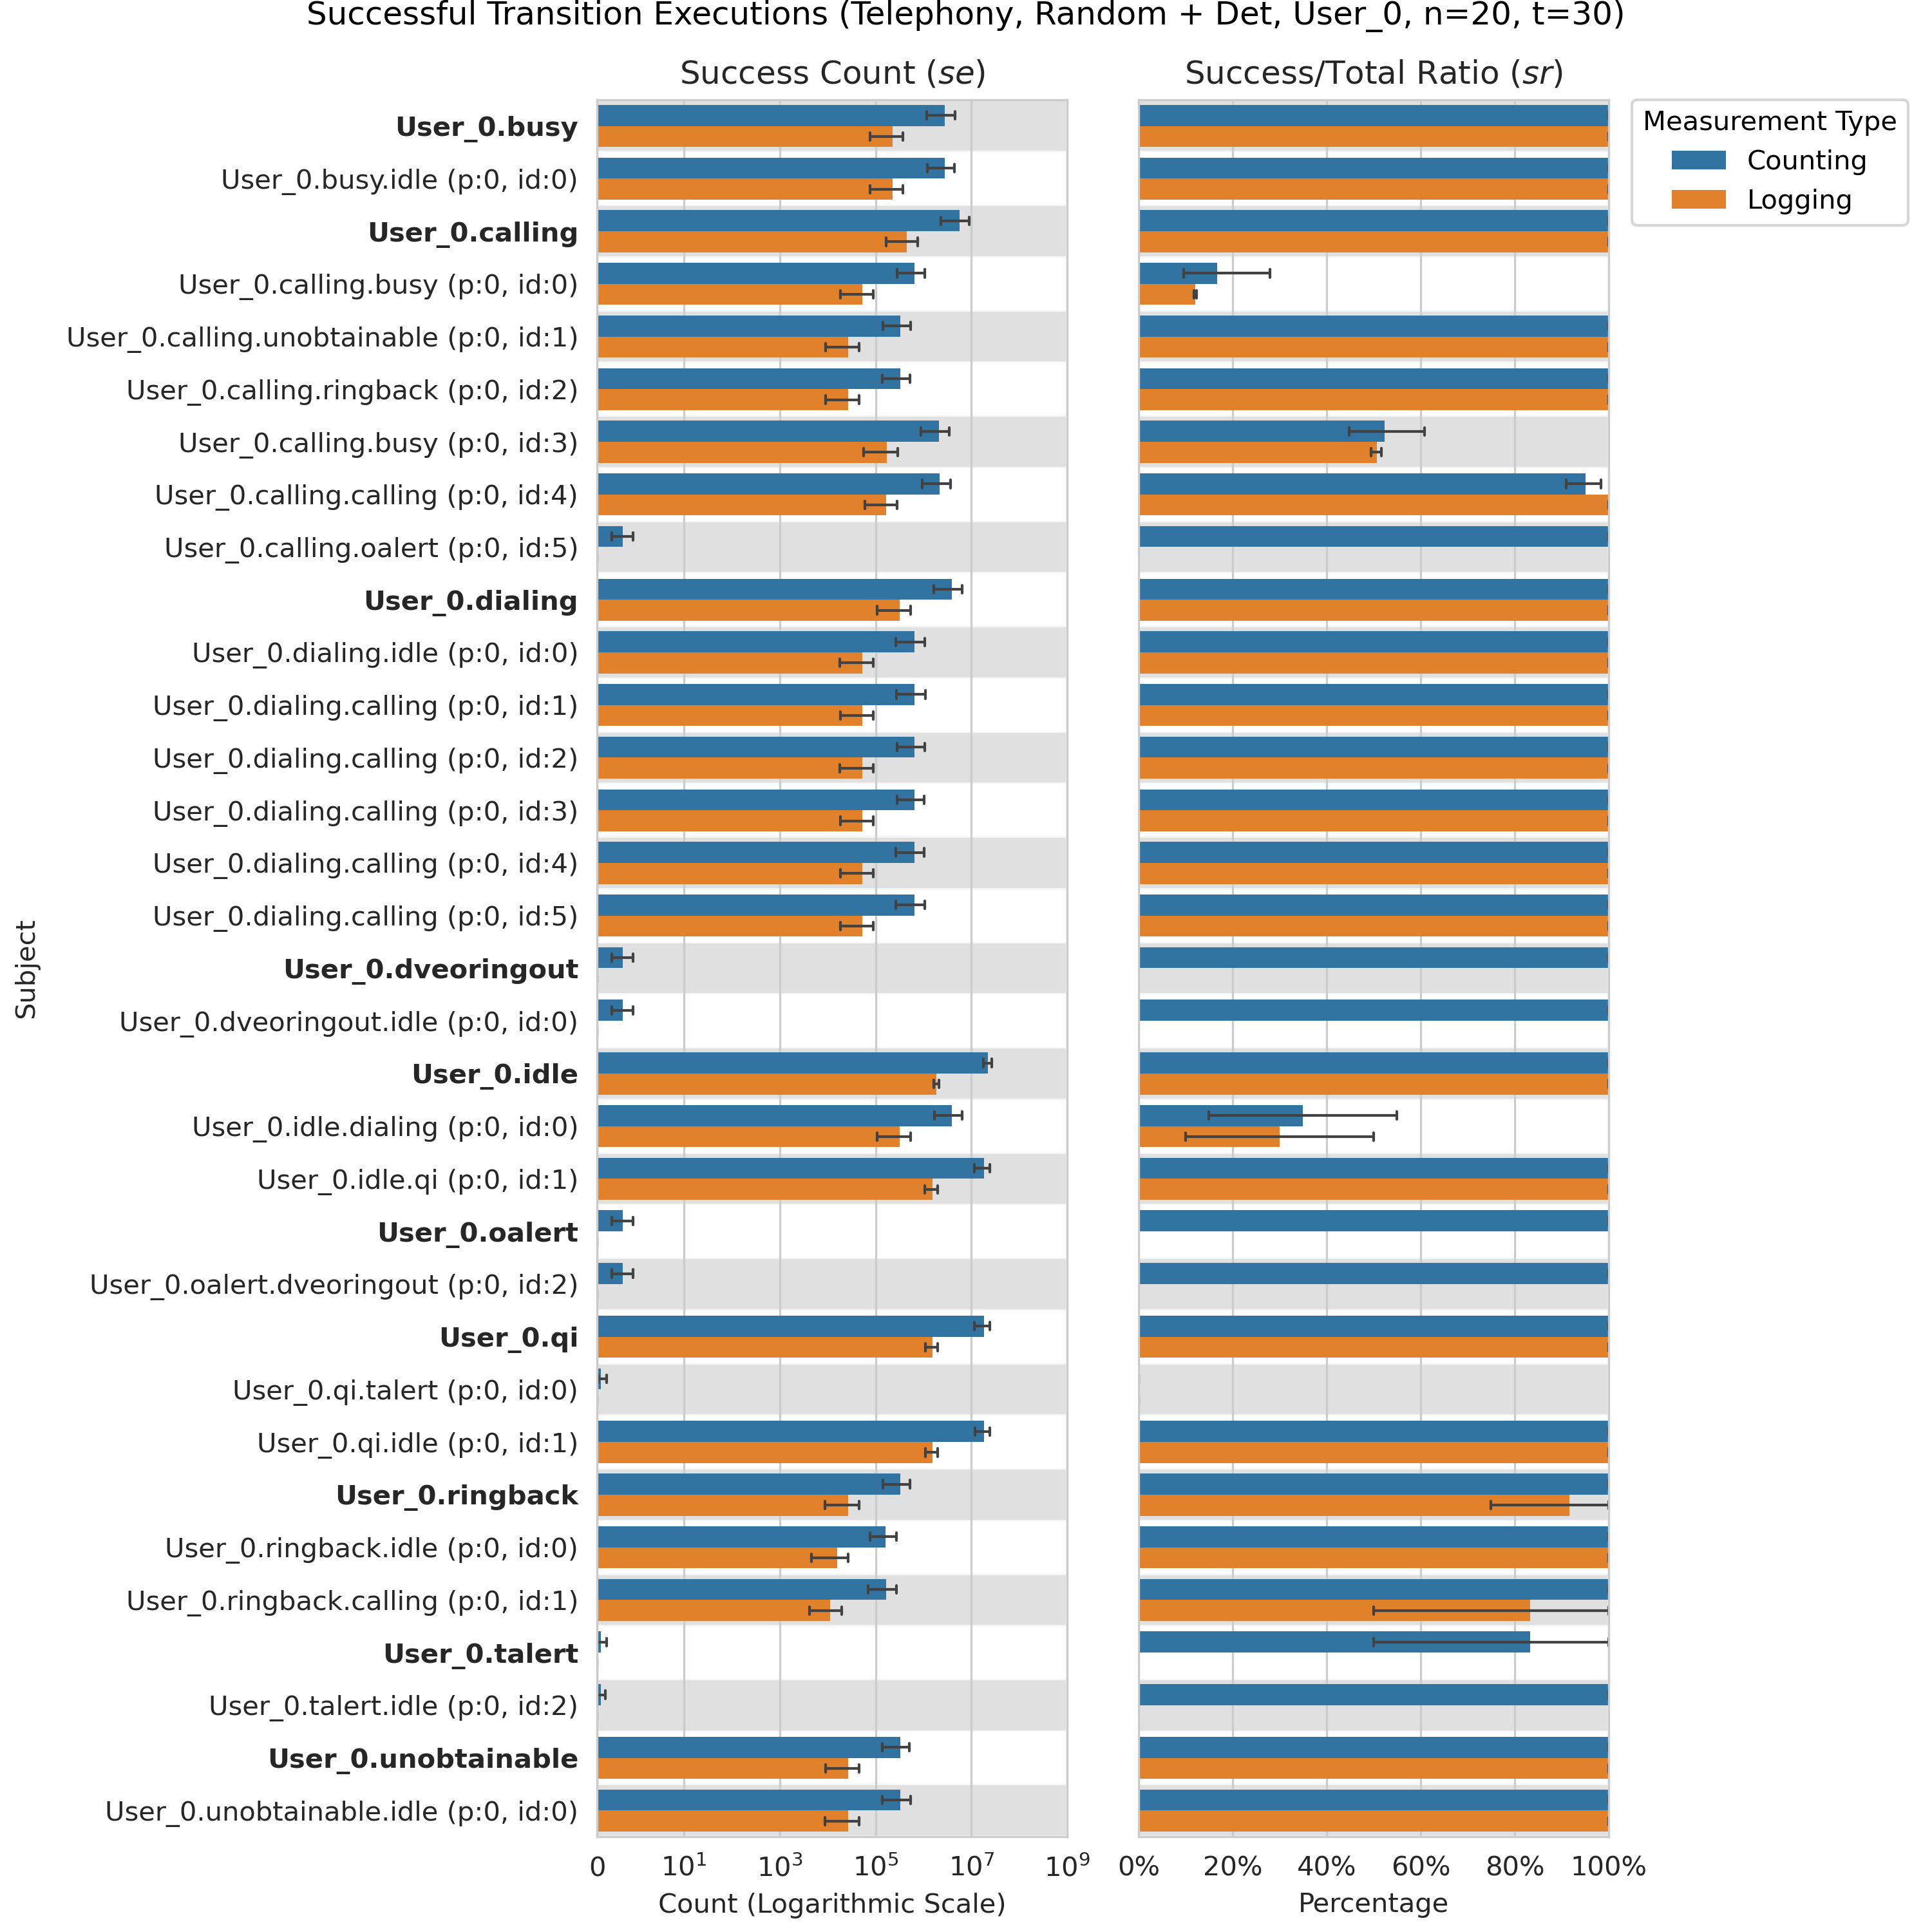 Successful Transition Executions (Telephony, Random + Det, User_0, n=20, t=30)
Success Count (se)
Success/Total Ratio (sr)
Measurement Type
Counting
Logging
Subject
User_0.busy
User_0.busy.idle (p:0, id:0)
User_0.calling
User_0.calling.busy (p:0, id:0)
User_0.calling.unobtainable (p:0, id:1)
User_0.calling.ringback (p:0, id:2)
User_0.calling.busy (p:0, id:3)
User_0.calling.calling (p:0, id:4)
User_0.calling.oalert (p:0, id:5)
User_0.dialing
User_0.dialing.idle (p:0, id:0)
User_0.dialing.calling (p:0, id:1)
User_0.dialing.calling (p:0, id:2)
User_0.dialing.calling (p:0, id:3)
User_0.dialing.calling (p:0, id:4)
User_0.dialing.calling (p:0, id:5)
User_0.dveoringout
User_0.dveoringout.idle (p:0, id:0)
User_0.idle
User_0.idle.dialing (p:0, id:0)
User_0.idle.qi (p:0, id:1)
User_0.oalert
User_0.oalert.dveoringout (p:0, id:2)
User_0.qi
User_0.qi.talert (p:0, id:0)
User_0.qi.idle (p:0, id:1)
User_0.ringback
User_0.ringback.idle (p:0, id:0)
User_0.ringback.calling (p:0, id:1)
User_0.talert
User_0.talert.idle (p:0, id:2)
User_0.unobtainable
User_0.unobtainable.idle (p:0, id:0)
0 10¹ 10³ 10⁵ 10⁷ 10⁹
0% 20% 40% 60% 80% 100%
Count (Logarithmic Scale)
Percentage